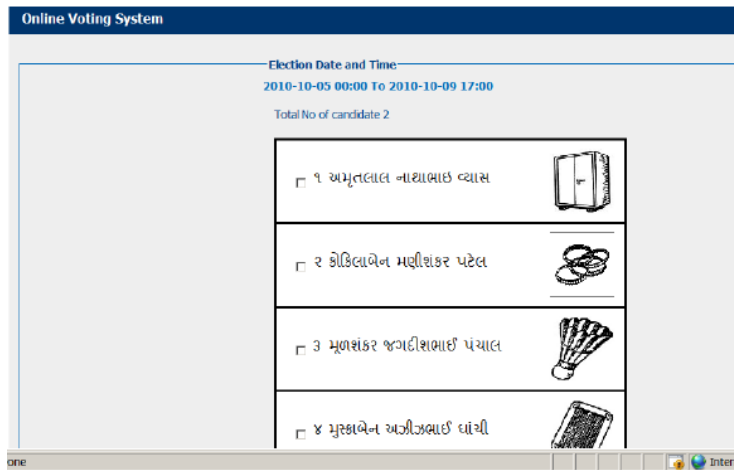 Online Voting System
Election Date and Time
2010-10-05 00:00 To 2010-10-09 17:00
Total No of candidate 2
૧ અમૃતલાલ નાથાભાઇ વ્યાસ
૨ કોકિલાબેન મણીશંકર પટેલ
૩ મૂળશંકર જગદીશભાઈ પંચાલ
૪ મુસ્કાબેન અઝીઝભાઈ ઘાંચી
one
Inter